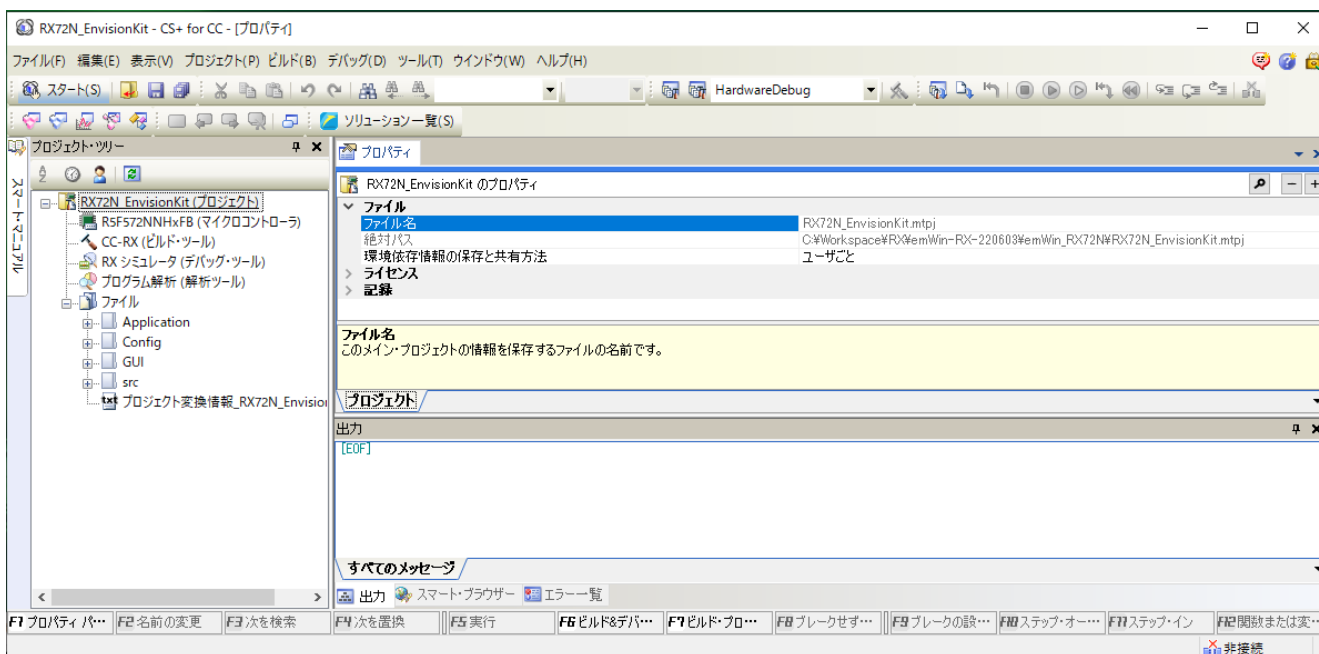 RX72N_EnvisionKit - CS+ for CC - [プロパティ]
ファイル(F) 編集(E) 表示(V) プロジェクト(P) ビルド(B) デバッグ(D) ツール(T) ウインドウ(W) ヘルプ(H)
スタート(S) HardwareDebug
ソリューション一覧(S)
スマート・マニュアル
プロジェクト・ツリー
RX72N_EnvisionKit (プロジェクト)
R5F572NNHxFB (マイクロコントローラ)
CC-RX (ビルド・ツール)
RX シミュレータ (デバッグ・ツール)
プログラム解析 (解析ツール)
ファイル
Application
Config
GUI
src
txt プロジェクト変換情報_RX72N_Envision
プロパティ
RX72N_EnvisionKit のプロパティ
ファイル
ファイル名 RX72N_EnvisionKit.mtpj
絶対パス C:¥Workspace¥RX¥emWin-RX-220603¥emWin_RX72N¥RX72N_EnvisionKit.mtpj
環境依存情報の保存と共有方法 ユーザごと
ライセンス
記録
ファイル名
このメイン・プロジェクトの情報を保存するファイルの名前です。
プロジェクト
出力
[EOF]
すべてのメッセージ
出力 スマート・ブラウザー エラー一覧
F1 プロパティ パ… F2 名前の変更 F3 次を検索 F4 次を置換 F5 実行 F6 ビルド&デバ… F7 ビルド・プロ… F8 ブレークせず… F9 ブレークの設… F10 ステップ・オー… F11 ステップ・イン F12 関数または変…
非接続